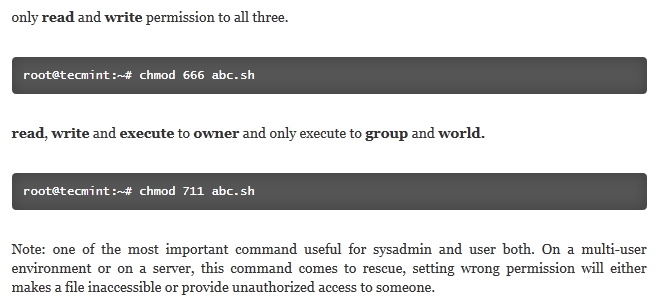 only read and write permission to all three.
root@tecmint:~# chmod 666 abc.sh
read, write and execute to owner and only execute to group and world.
root@tecmint:~# chmod 711 abc.sh
Note: one of the most important command useful for sysadmin and user both. On a multi-user
environment or on a server, this command comes to rescue, setting wrong permission will either
makes a file inaccessible or provide unauthorized access to someone.